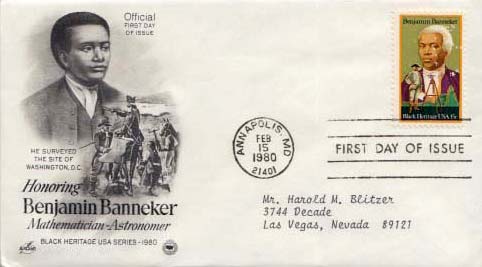 Official
FIRST DAY
OF ISSUE
HE SURVEYED
THE SITE OF
WASHINGTON, D.C.
Honoring
Benjamin Banneker
Mathematician-Astronomer
BLACK HERITAGE USA SERIES-1980
Benjamin Banneker
Black Heritage USA 15c
ANNAPOLIS, MD
FEB
15
1980
21401
FIRST DAY OF ISSUE
Mr. Harold M. Blitzer
3744 Decade
Las Vegas, Nevada 89121